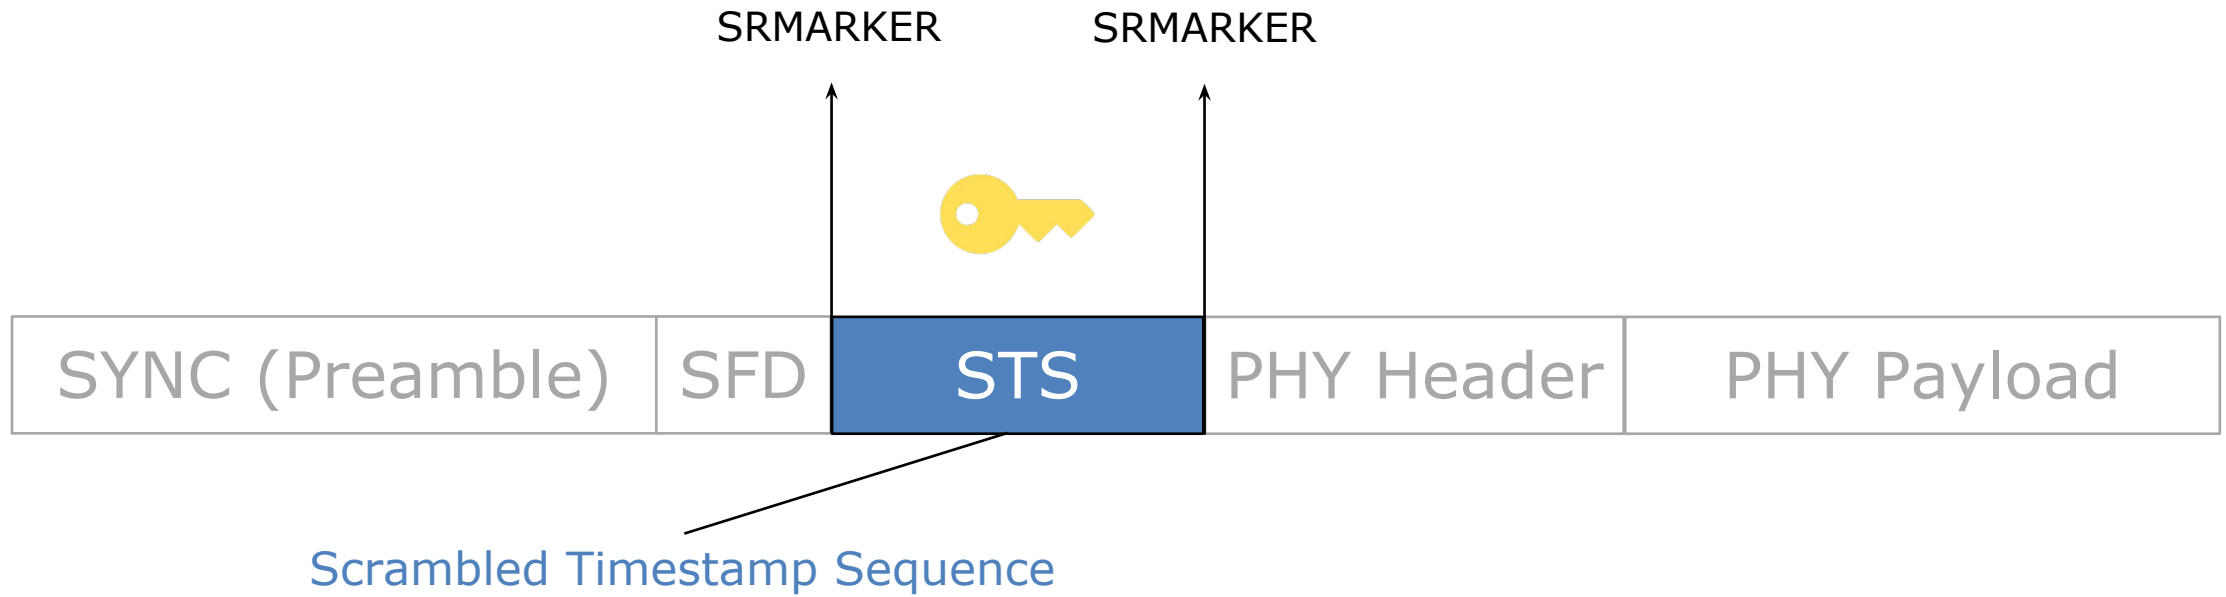 SRMARKER SRMARKER
SYNC (Preamble) SFD STS PHY Header PHY Payload
Scrambled Timestamp Sequence